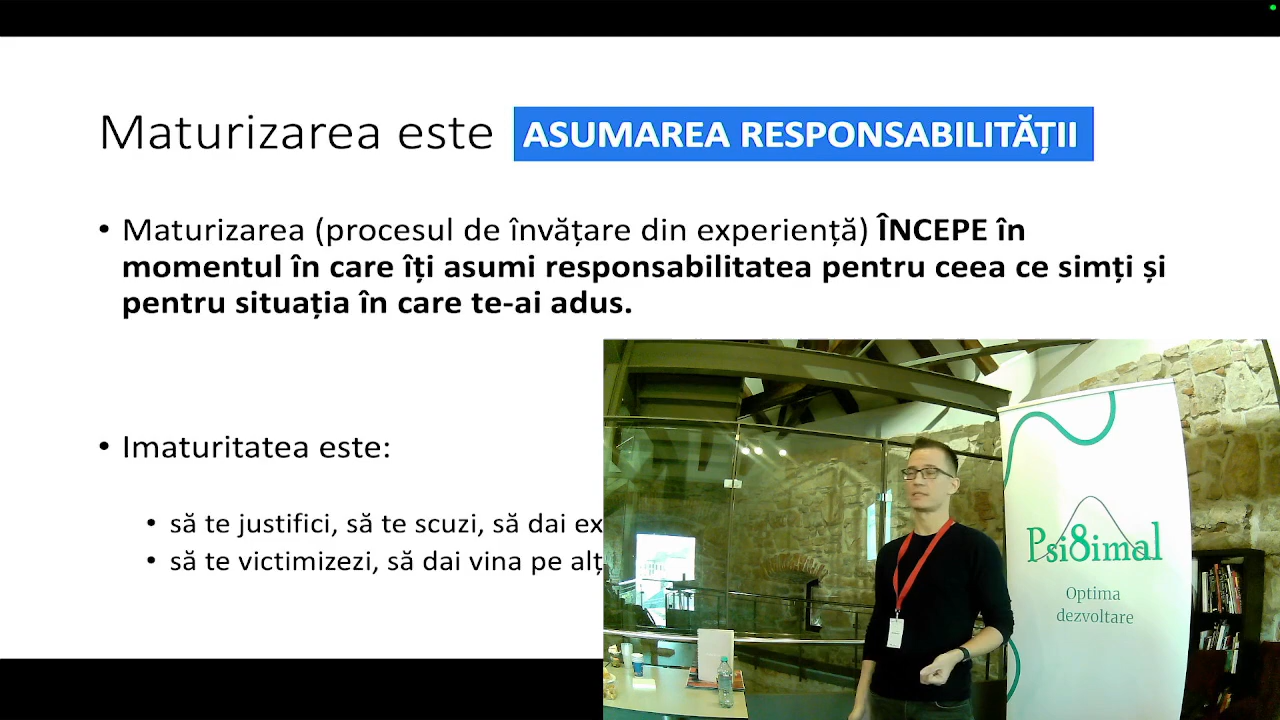 Maturizarea este ASUMAREA RESPONSABILITĂȚII
• Maturizarea (procesul de învățare din experiență) ÎNCEPE în
momentul în care îți asumi responsabilitatea pentru ceea ce simți și
pentru situația în care te-ai adus.
• Imaturitatea este:
• să te justifici, să te scuzi, să dai ex
• să te victimizezi, să dai vina pe alț
Psi8imal
Optima
dezvoltare